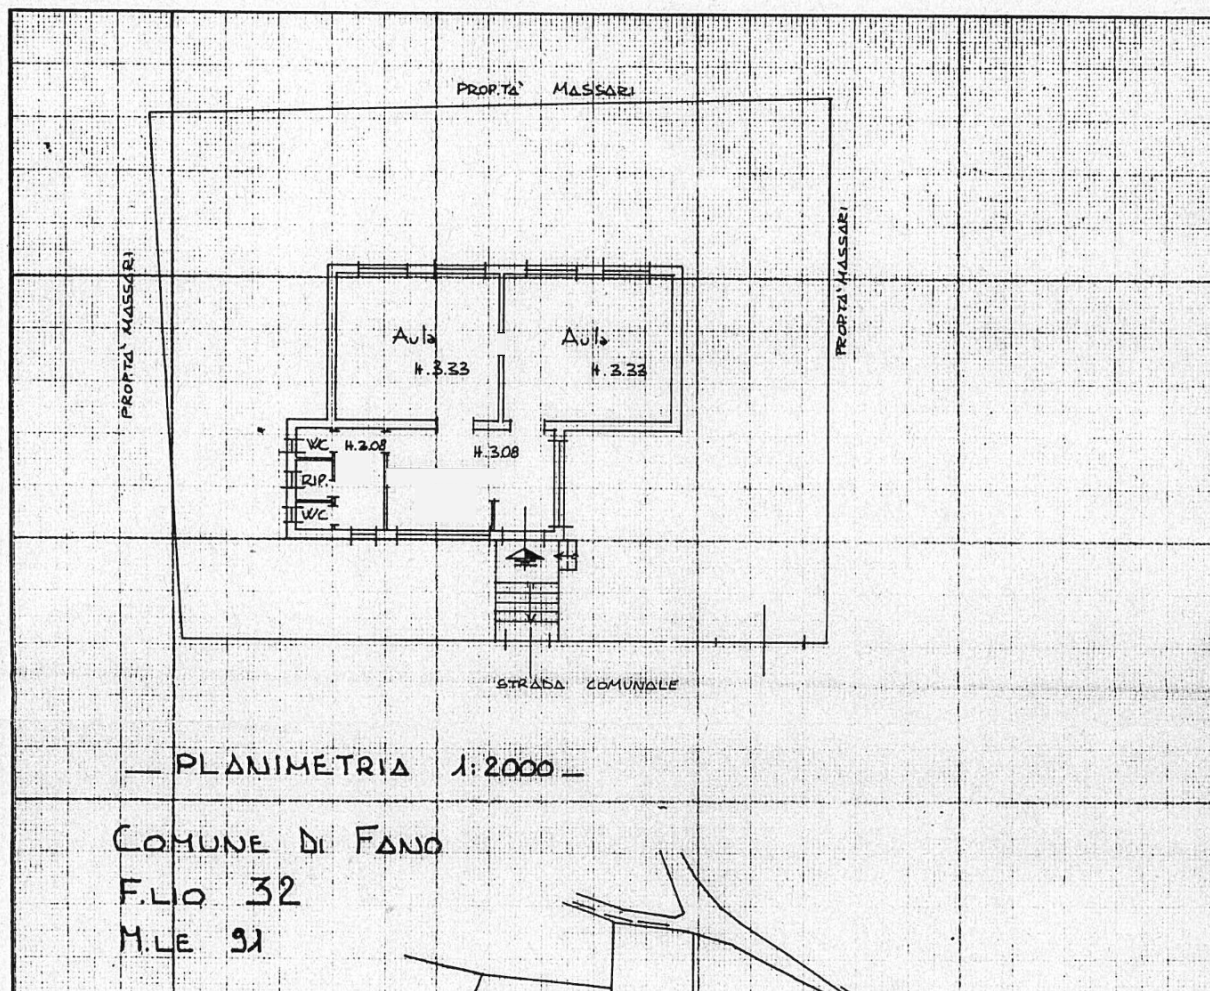 PROP.TA' MASSARI
PROP.TA' MASSARI
PROP.TA' MASSARI
Aula
H. 3.33
Aula
H. 3.33
WC
H. 3.08
H. 3.08
RIP.
WC
STRADA COMUNALE
PLANIMETRIA 1:2000
COMUNE DI FANO
F.LIO 32
M.LE 91